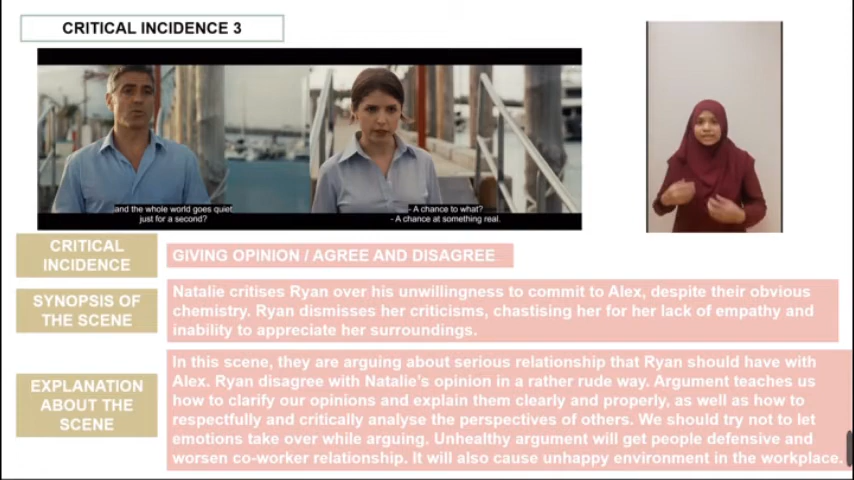 CRITICAL INCIDENCE 3
and the whole world goes quiet
just for a second?
- A chance to what?
- A chance at something real.
CRITICAL
INCIDENCE
GIVING OPINION / AGREE AND DISAGREE
SYNOPSIS OF
THE SCENE
Natalie critises Ryan over his unwillingness to commit to Alex, despite their obvious
chemistry. Ryan dismisses her criticisms, chastising her for her lack of empathy and
inability to appreciate her surroundings.
EXPLANATION
ABOUT THE
SCENE
In this scene, they are arguing about serious relationship that Ryan should have with
Alex. Ryan disagree with Natalie's opinion in a rather rude way. Argument teaches us
how to clarify our opinions and explain them clearly and properly, as well as how to
respectfully and critically analyse the perspectives of others. We should try not to let
emotions take over while arguing. Unhealthy argument will get people defensive and
worsen co-worker relationship. It will also cause unhappy environment in the workplace.